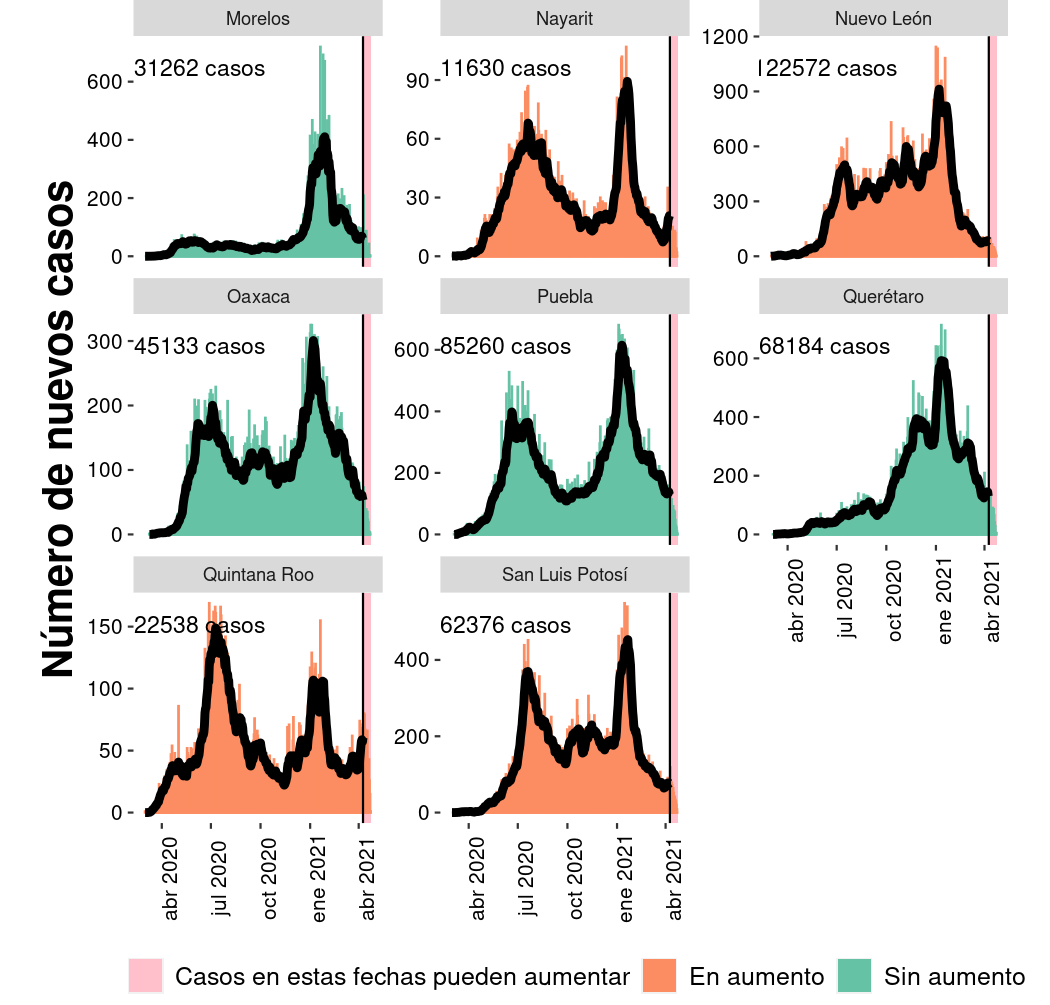 Número de nuevos casos
Morelos
Nayarit
Nuevo León
31262 casos
11630 casos
122572 casos
600
400
200
0
90
60
30
0
1200
900
600
300
0
Oaxaca
Puebla
Querétaro
45133 casos
85260 casos
68184 casos
300
200
100
0
600
400
200
0
600
400
200
0
abr 2020
jul 2020
oct 2020
ene 2021
abr 2021
Quintana Roo
San Luis Potosí
22538 casos
62376 casos
150
100
50
0
400
200
0
abr 2020
jul 2020
oct 2020
ene 2021
abr 2021
abr 2020
jul 2020
oct 2020
ene 2021
abr 2021
Casos en estas fechas pueden aumentar
En aumento
Sin aumento